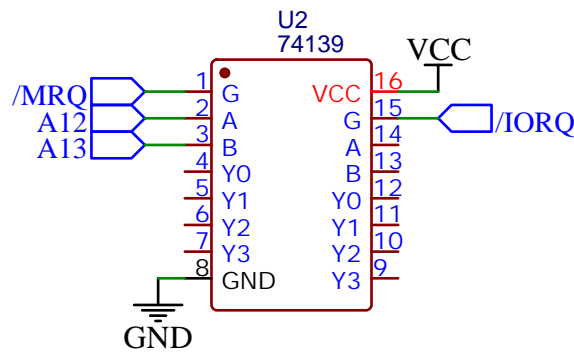 U2
74139
VCC
/MRQ 1 G VCC 16
A12 2 A G 15 /IORQ
A13 3 B A 14
4 Y0 B 13
5 Y1 Y0 12
6 Y2 Y1 11
7 Y3 Y2 10
8 GND Y3 9
GND